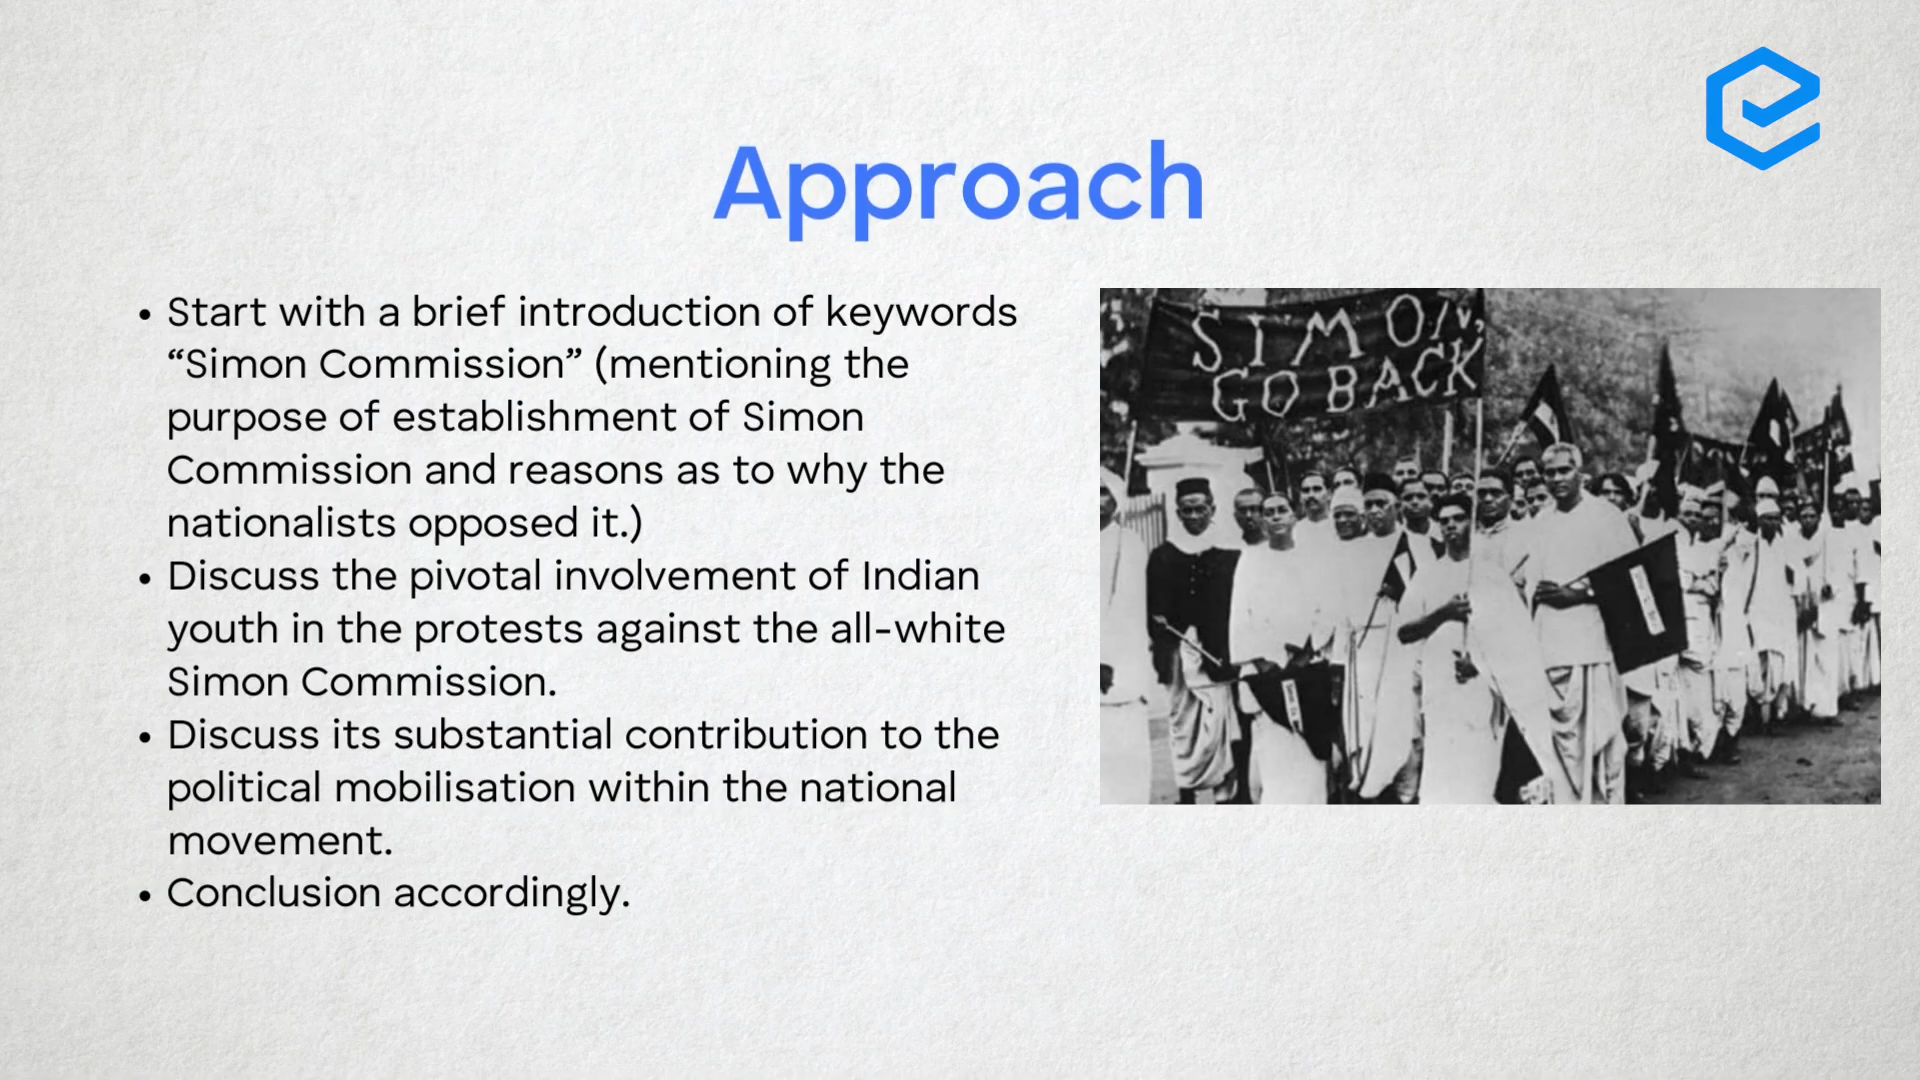 Approach
• Start with a brief introduction of keywords
“Simon Commission” (mentioning the
purpose of establishment of Simon
Commission and reasons as to why the
nationalists opposed it.)
• Discuss the pivotal involvement of Indian
youth in the protests against the all-white
Simon Commission.
• Discuss its substantial contribution to the
political mobilisation within the national
movement.
• Conclusion accordingly.
SIMON,
GO BACK